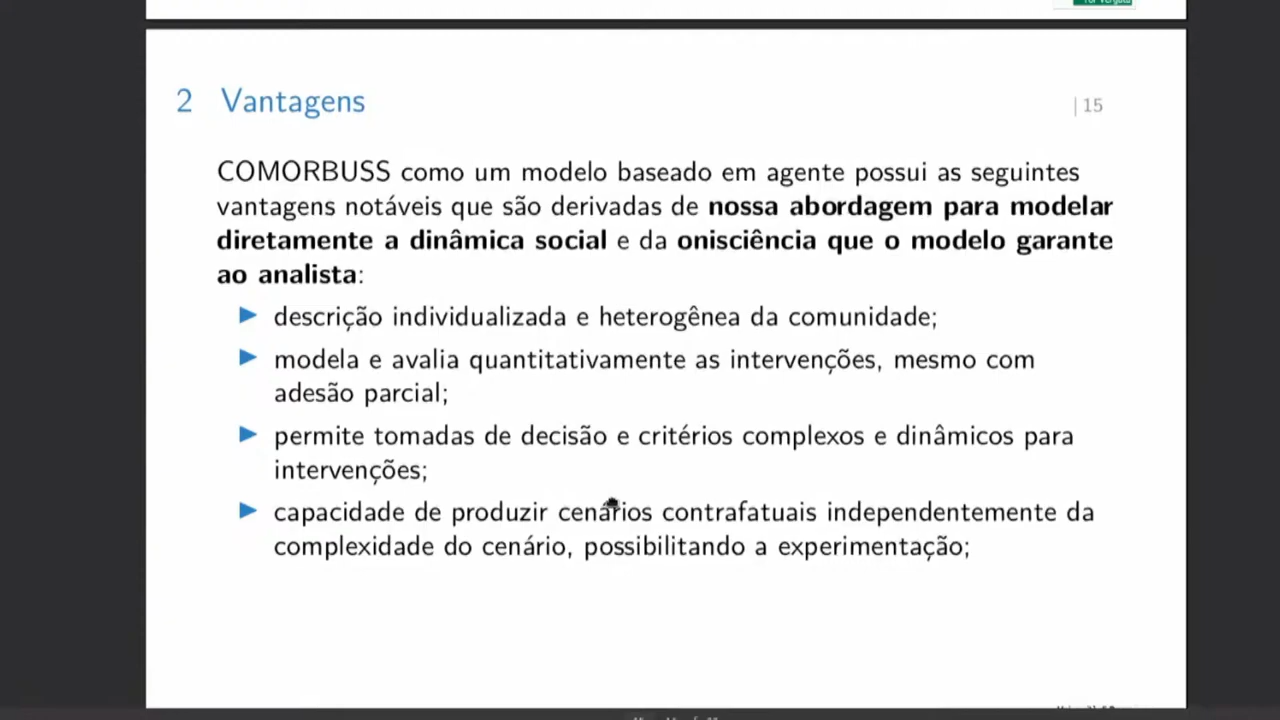 2 Vantagens
| 15
COMORBUSS como um modelo baseado em agente possui as seguintes
vantagens notáveis que são derivadas de nossa abordagem para modelar
diretamente a dinâmica social e da onisciência que o modelo garante
ao analista:
▶ descrição individualizada e heterogênea da comunidade;
▶ modela e avalia quantitativamente as intervenções, mesmo com
adesão parcial;
▶ permite tomadas de decisão e critérios complexos e dinâmicos para
intervenções;
▶ capacidade de produzir cenários contrafatuais independentemente da
complexidade do cenário, possibilitando a experimentação;